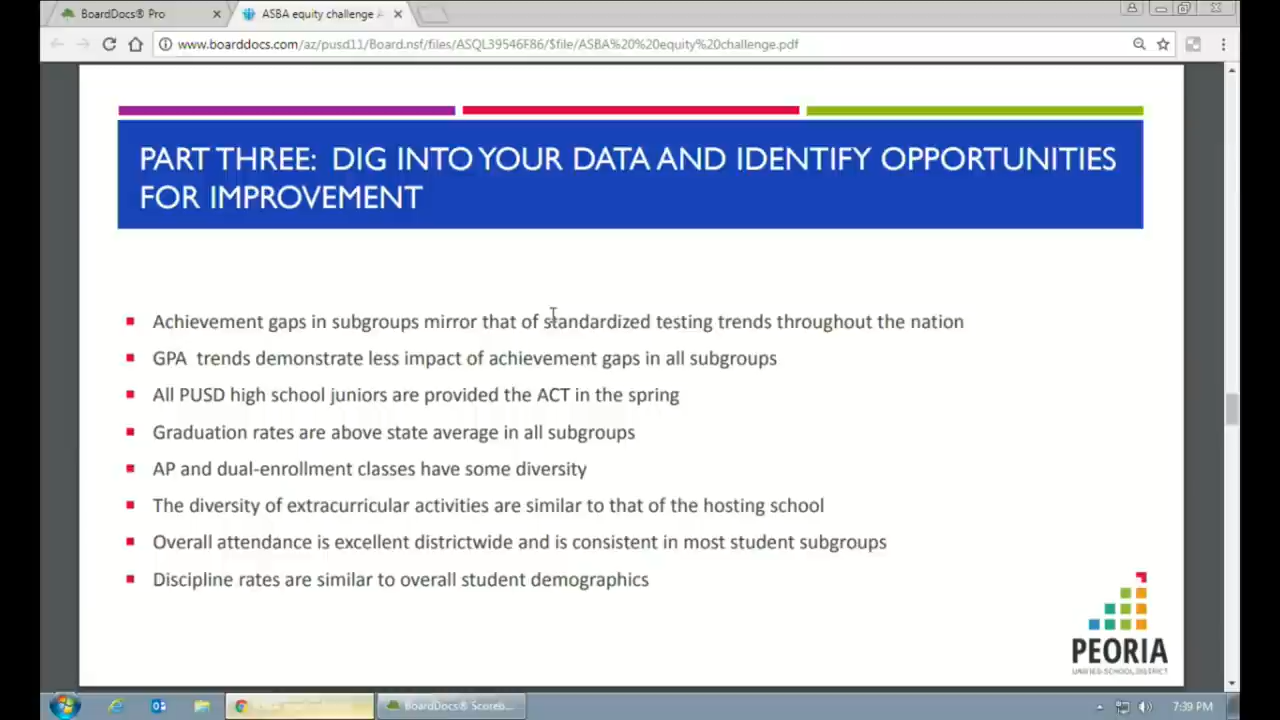 BoardDocs® Pro
ASBA equity challenge
www.boarddocs.com/az/pusd11/Board.nsf/files/ASQL39546F86/$file/ASBA%20%20equity%20challenge.pdf
PART THREE: DIG INTO YOUR DATA AND IDENTIFY OPPORTUNITIES
FOR IMPROVEMENT
Achievement gaps in subgroups mirror that of standardized testing trends throughout the nation
GPA trends demonstrate less impact of achievement gaps in all subgroups
All PUSD high school juniors are provided the ACT in the spring
Graduation rates are above state average in all subgroups
AP and dual-enrollment classes have some diversity
The diversity of extracurricular activities are similar to that of the hosting school
Overall attendance is excellent districtwide and is consistent in most student subgroups
Discipline rates are similar to overall student demographics
PEORIA
UNIFIED SCHOOL DISTRICT
BoardDocs® Scoreb...
7:39 PM